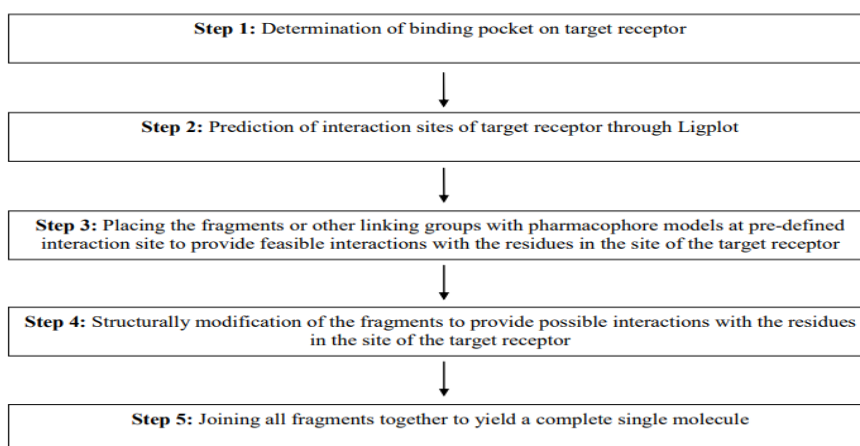 Step 1: Determination of binding pocket on target receptor
Step 2: Prediction of interaction sites of target receptor through Ligplot
Step 3: Placing the fragments or other linking groups with pharmacophore models at pre-defined
interaction site to provide feasible interactions with the residues in the site of the target receptor
Step 4: Structurally modification of the fragments to provide possible interactions with the residues
in the site of the target receptor
Step 5: Joining all fragments together to yield a complete single molecule